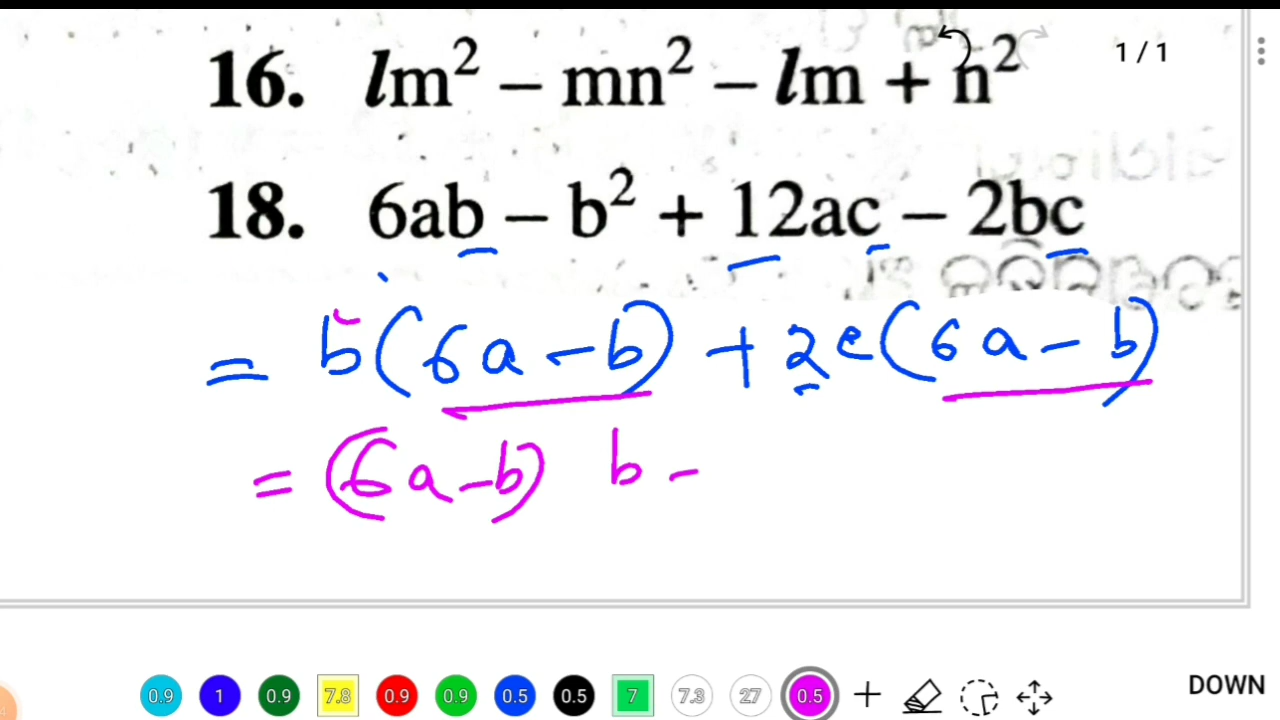 16. lm² – mn² – lm + n²
1 / 1
18. 6ab – b² + 12ac – 2bc
= b(6a – b) + 2c(6a – b)
= (6a – b) b –
0.9 1 0.9 7.8 0.9 0.9 0.5 0.5 7 7.3 27 0.5
DOWN